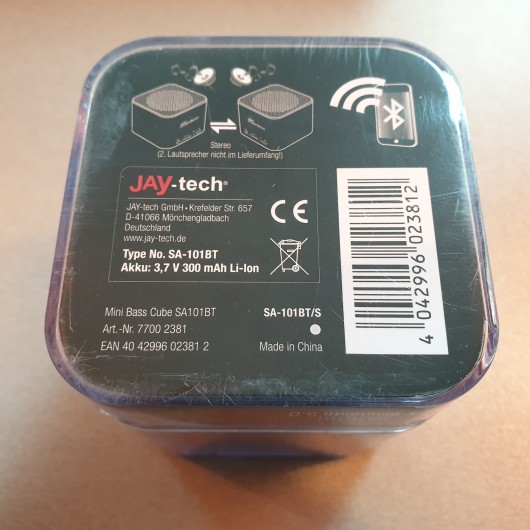 Stereo
(2. Lautsprecher nicht im Lieferumfang!)
JAY-tech®
JAY-tech GmbH • Krefelder Str. 657
D-41066 Mönchengladbach
Deutschland
www.jay-tech.de
Type No. SA-101BT
Akku: 3,7 V 300 mAh Li-Ion
CE
Mini Bass Cube SA101BT
Art.-Nr. 7700 2381
EAN 40 42996 02381 2
SA-101BT/S
Made in China
4 042996 023812